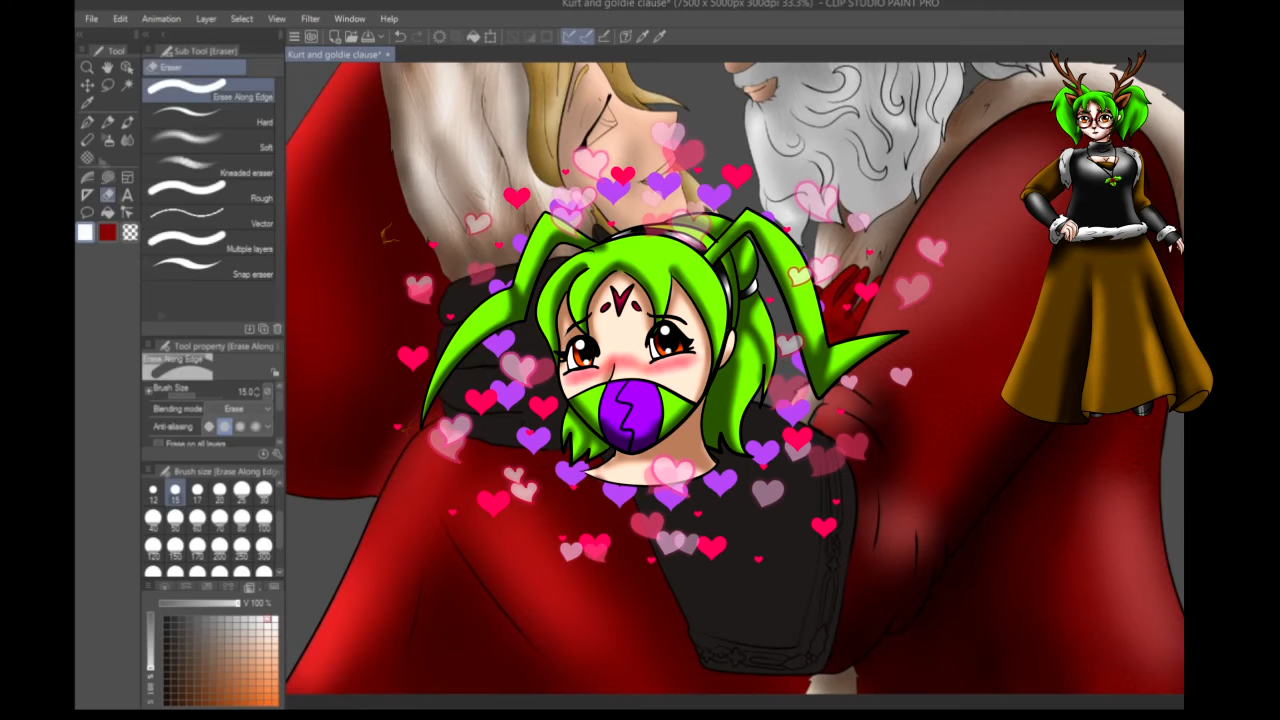 Kurt and goldie clause* (7500 x 5000px 300dpi 33.3%) - CLIP STUDIO PAINT PRO
File Edit Animation Layer Select View Filter Window Help
Tool
Sub Tool [Eraser]
Kurt and goldie clause*
Eraser
Erase Along Edge
Hard
Soft
Kneaded eraser
Rough
Vector
Multiple layers
Snap eraser
Tool property [Erase Along
Erase Along Edge
Brush Size 15.0
Blending mode Erase
Anti-aliasing
Erase on all layers
Brush size [Erase Along Edg
12 15 17 20 25 30
40 50 60 70 80 100
120 150 170 200 250 300
V 100 %